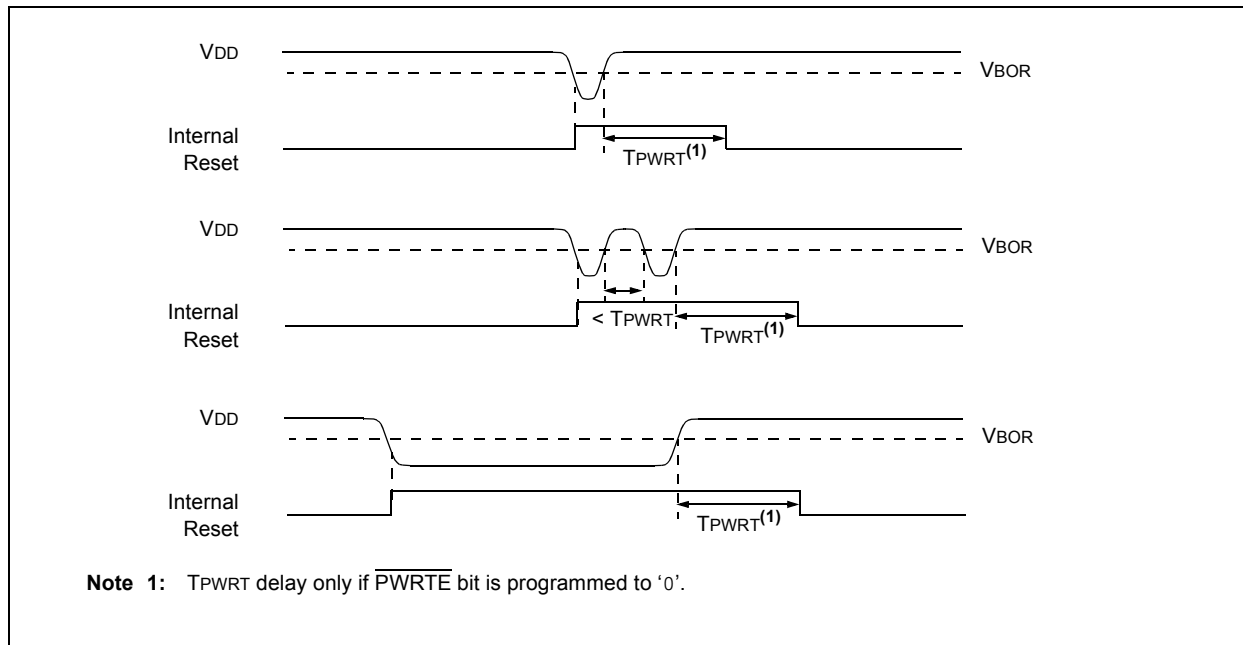 VDD
VBOR
Internal
Reset
TPWRT(1)
VDD
VBOR
Internal
Reset
< TPWRT
TPWRT(1)
VDD
VBOR
Internal
Reset
TPWRT(1)
Note 1: TPWRT delay only if PWRTE bit is programmed to ‘0’.